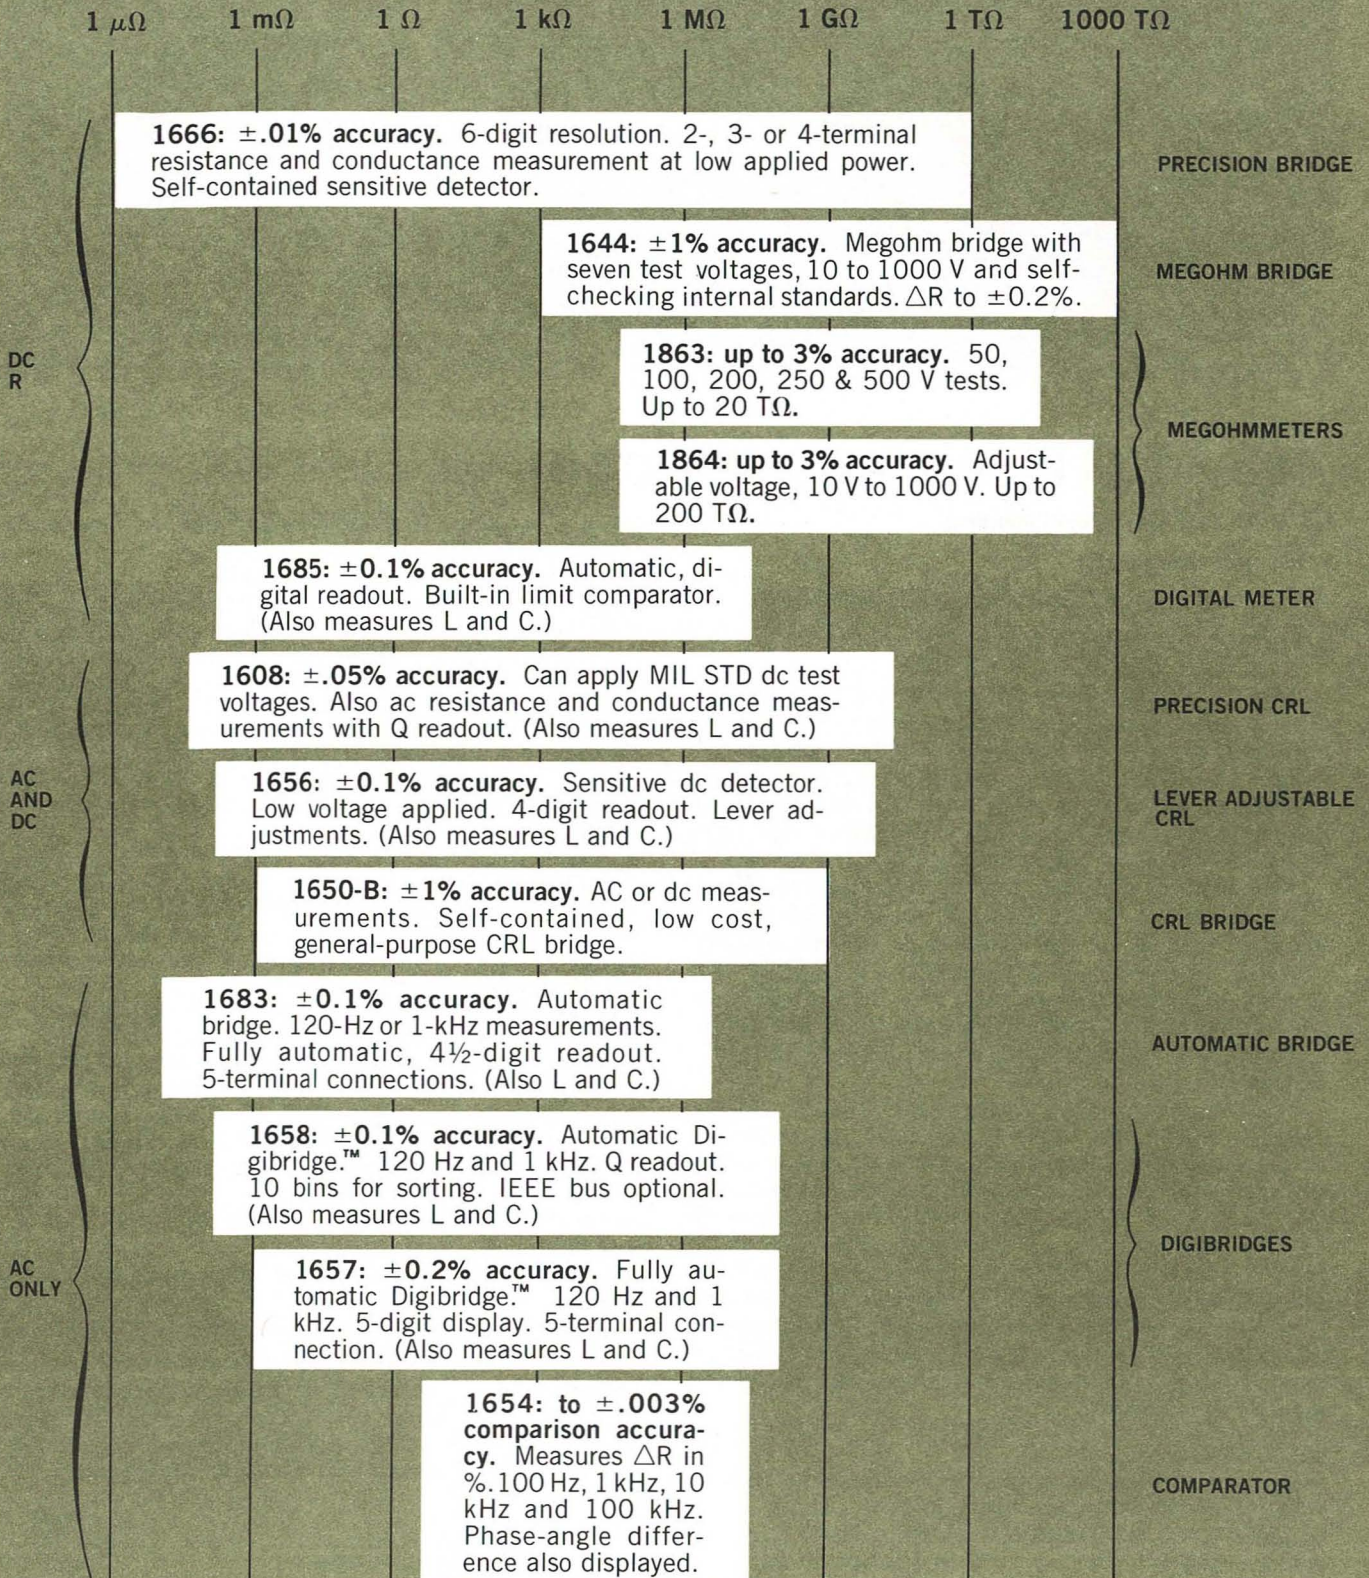 1 μΩ 1 mΩ 1 Ω 1 kΩ 1 MΩ 1 GΩ 1 TΩ 1000 TΩ
DC
R
1666: ±.01% accuracy. 6-digit resolution. 2-, 3- or 4-terminal
resistance and conductance measurement at low applied power.
Self-contained sensitive detector.
PRECISION BRIDGE
1644: ±1% accuracy. Megohm bridge with
seven test voltages, 10 to 1000 V and self-
checking internal standards. △R to ±0.2%.
MEGOHM BRIDGE
1863: up to 3% accuracy. 50,
100, 200, 250 & 500 V tests.
Up to 20 TΩ.
1864: up to 3% accuracy. Adjust-
able voltage, 10 V to 1000 V. Up to
200 TΩ.
MEGOHMMETERS
1685: ±0.1% accuracy. Automatic, di-
gital readout. Built-in limit comparator.
(Also measures L and C.)
DIGITAL METER
AC
AND
DC
1608: ±.05% accuracy. Can apply MIL STD dc test
voltages. Also ac resistance and conductance meas-
urements with Q readout. (Also measures L and C.)
PRECISION CRL
1656: ±0.1% accuracy. Sensitive dc detector.
Low voltage applied. 4-digit readout. Lever ad-
justments. (Also measures L and C.)
LEVER ADJUSTABLE
CRL
1650-B: ±1% accuracy. AC or dc meas-
urements. Self-contained, low cost,
general-purpose CRL bridge.
CRL BRIDGE
AC
ONLY
1683: ±0.1% accuracy. Automatic
bridge. 120-Hz or 1-kHz measurements.
Fully automatic, 4½-digit readout.
5-terminal connections. (Also L and C.)
AUTOMATIC BRIDGE
1658: ±0.1% accuracy. Automatic Di-
gibridge.™ 120 Hz and 1 kHz. Q readout.
10 bins for sorting. IEEE bus optional.
(Also measures L and C.)
1657: ±0.2% accuracy. Fully au-
tomatic Digibridge.™ 120 Hz and 1
kHz. 5-digit display. 5-terminal con-
nection. (Also measures L and C.)
DIGIBRIDGES
1654: to ±.003%
comparison accura-
cy. Measures △R in
%. 100 Hz, 1 kHz, 10
kHz and 100 kHz.
Phase-angle differ-
ence also displayed.
COMPARATOR